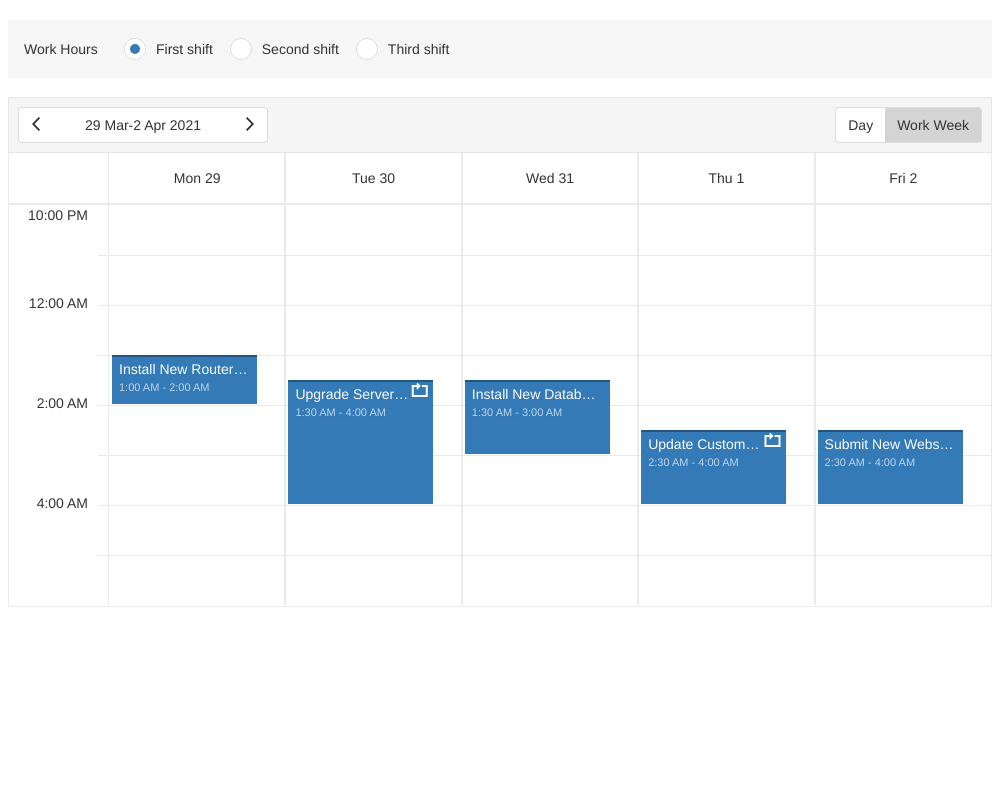 Work Hours First shift Second shift Third shift
29 Mar-2 Apr 2021 Day Work Week
Mon 29 Tue 30 Wed 31 Thu 1 Fri 2
10:00 PM
12:00 AM
Install New Router…
1:00 AM - 2:00 AM
Upgrade Server…
1:30 AM - 4:00 AM
Install New Datab…
1:30 AM - 3:00 AM
2:00 AM
Update Custom…
2:30 AM - 4:00 AM
Submit New Webs…
2:30 AM - 4:00 AM
4:00 AM